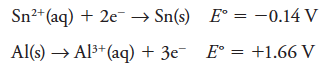 Sn²⁺(aq) + 2e⁻ → Sn(s) E° = −0.14 V
Al(s) → Al³⁺(aq) + 3e⁻ E° = +1.66 V